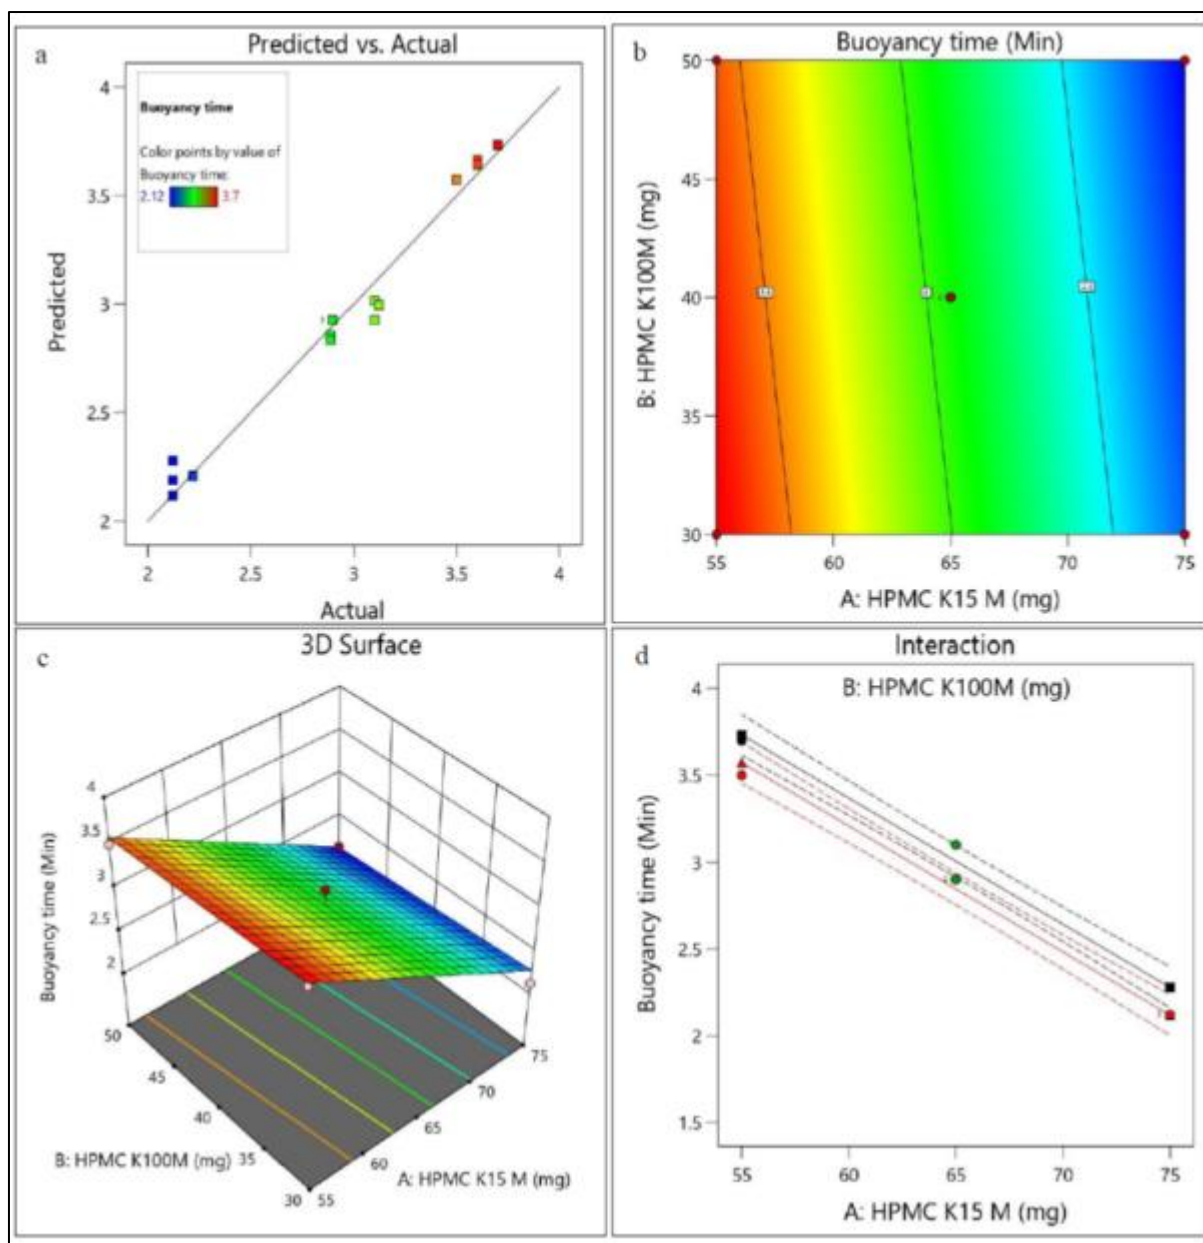 a
Predicted vs. Actual
Buoyancy time
Color points by value of
Buoyancy time:
2.12 3.7
4
3.5
3
2.5
2
Predicted
2 2.5 3 3.5 4
Actual
b
Buoyancy time (Min)
50
45
40
35
30
B: HPMC K100M (mg)
3
55 60 65 70 75
A: HPMC K15 M (mg)
c
3D Surface
4
3.5
3
2.5
2
Buoyancy time (Min)
50
45
40
35
30
B: HPMC K100M (mg)
75
70
65
60
55
A: HPMC K15 M (mg)
d
Interaction
B: HPMC K100M (mg)
4
3.5
3
2.5
2
1.5
Buoyancy time (Min)
55 60 65 70 75
A: HPMC K15 M (mg)